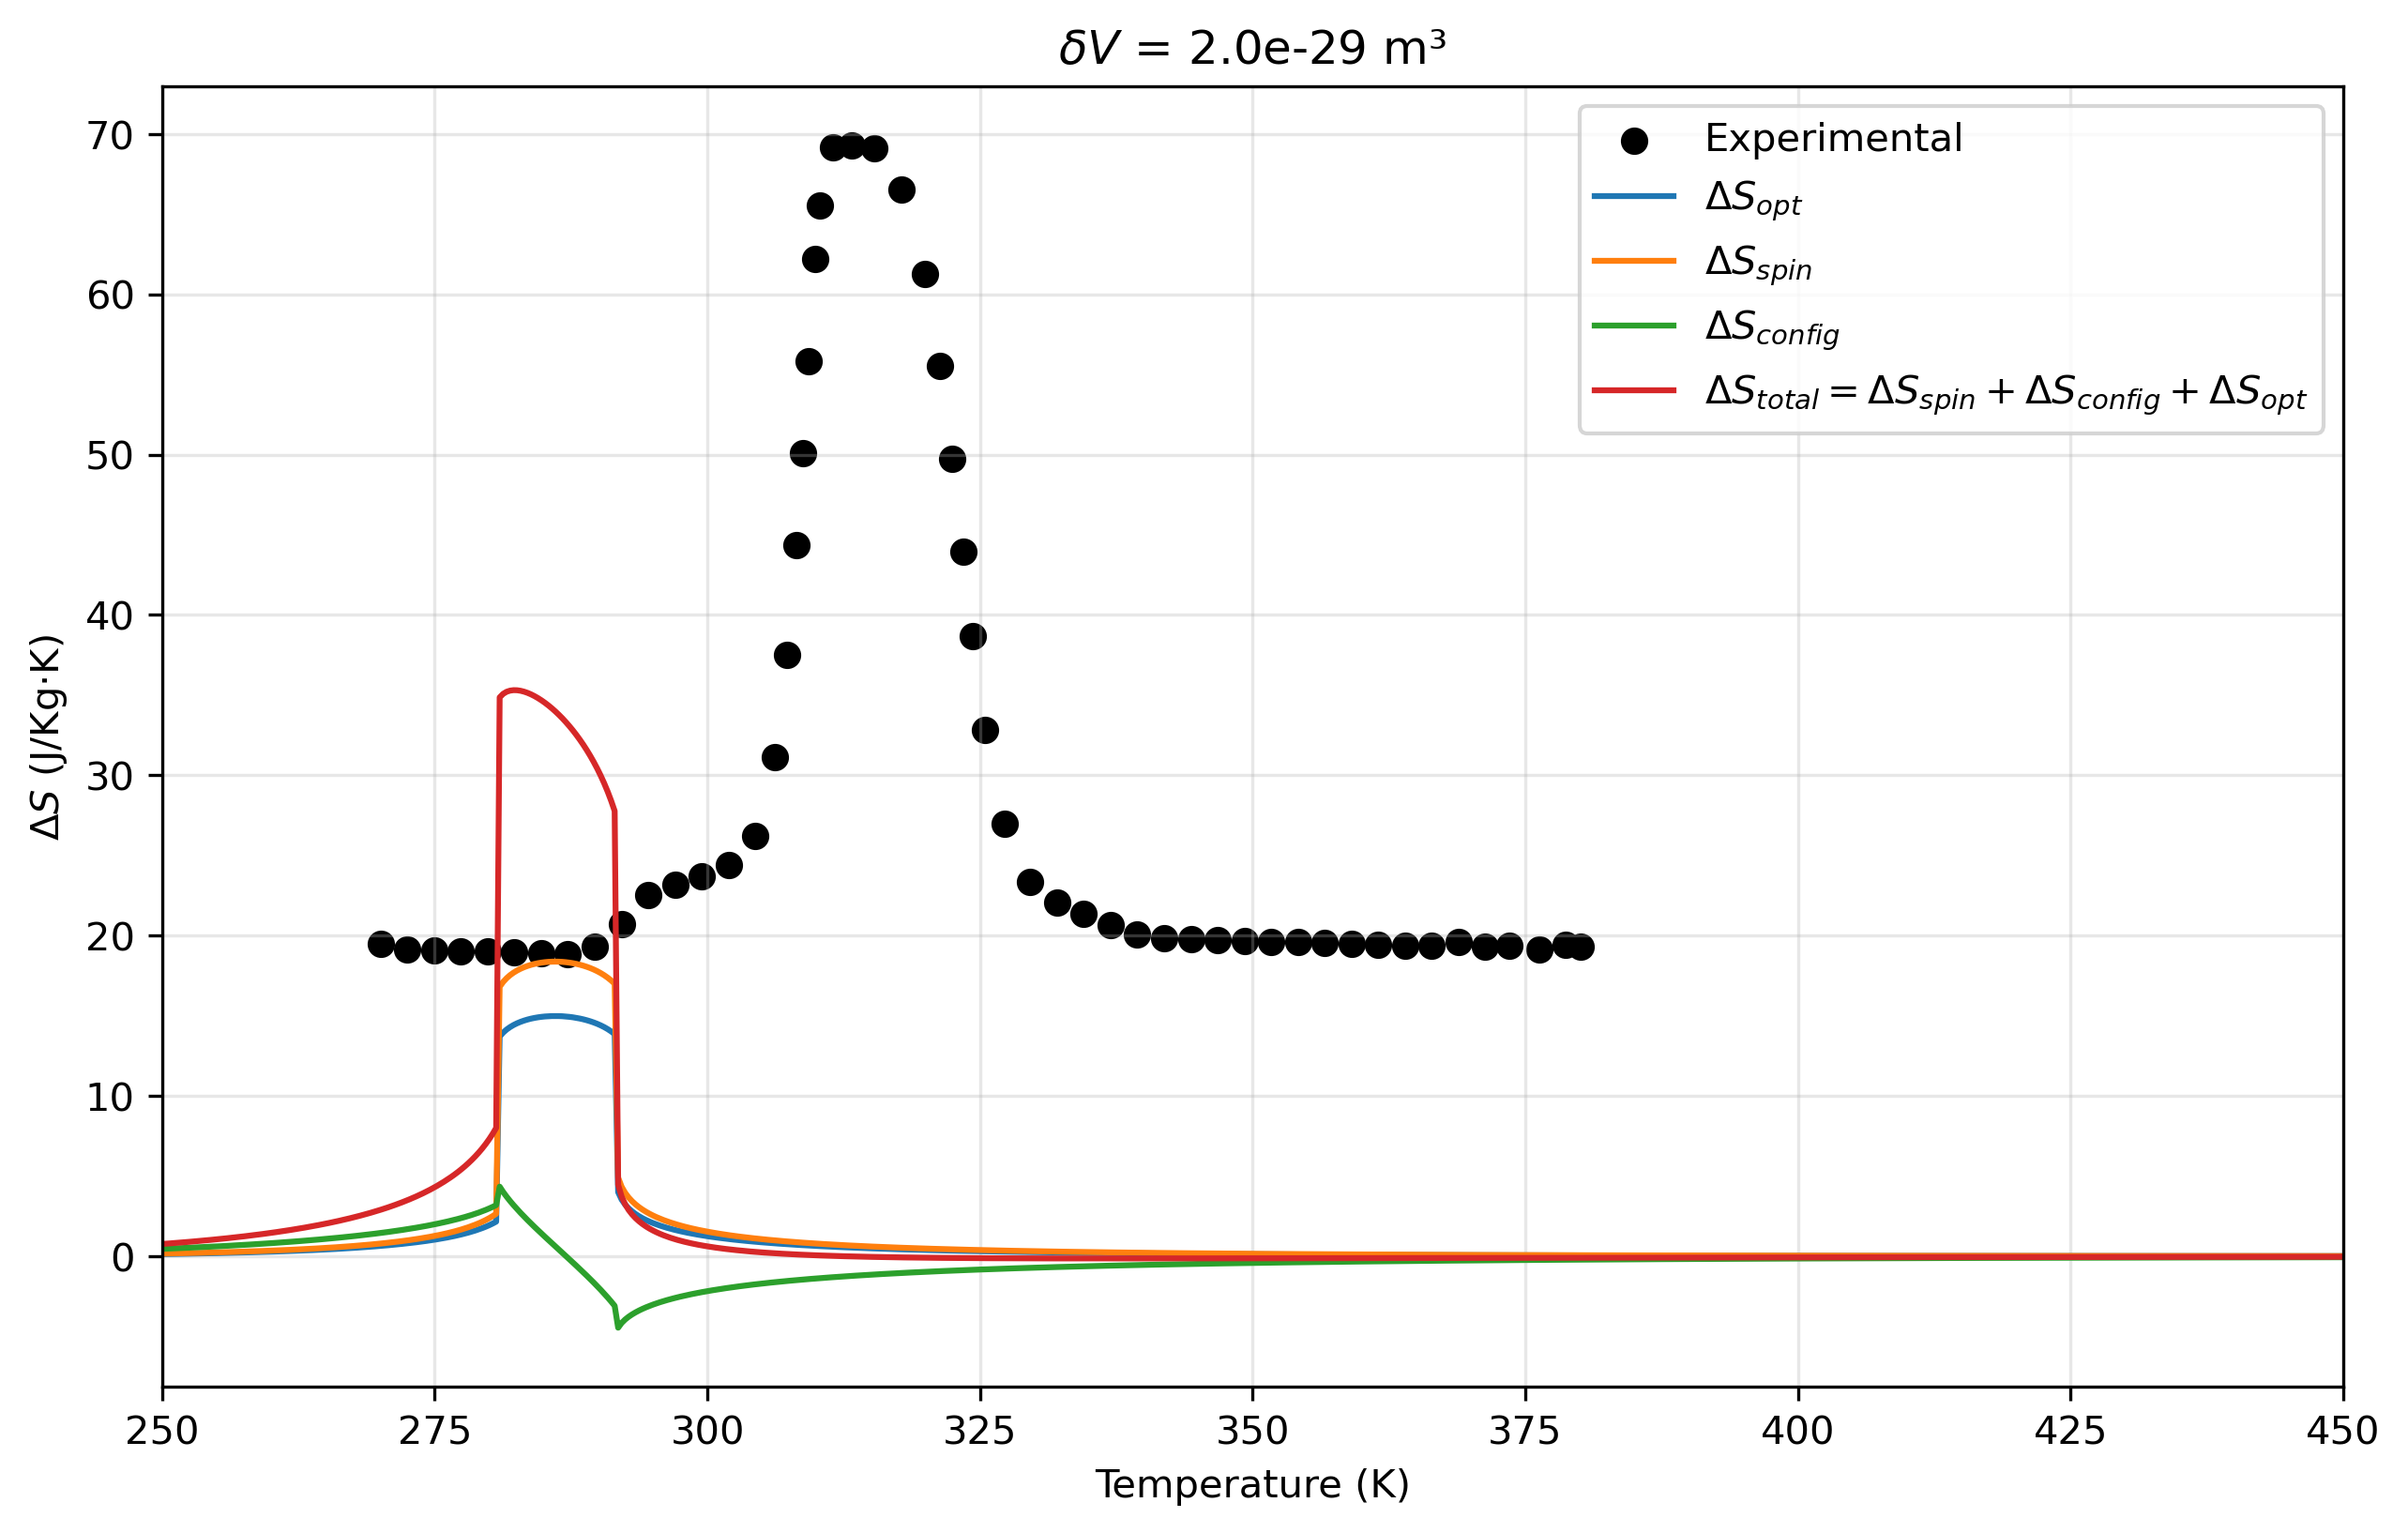 δV = 2.0e-29 m³
70
60
50
40
30
20
10
0
ΔS (J/Kg·K)
Experimental
ΔS_opt
ΔS_spin
ΔS_config
ΔS_total = ΔS_spin + ΔS_config + ΔS_opt
250 275 300 325 350 375 400 425 450
Temperature (K)